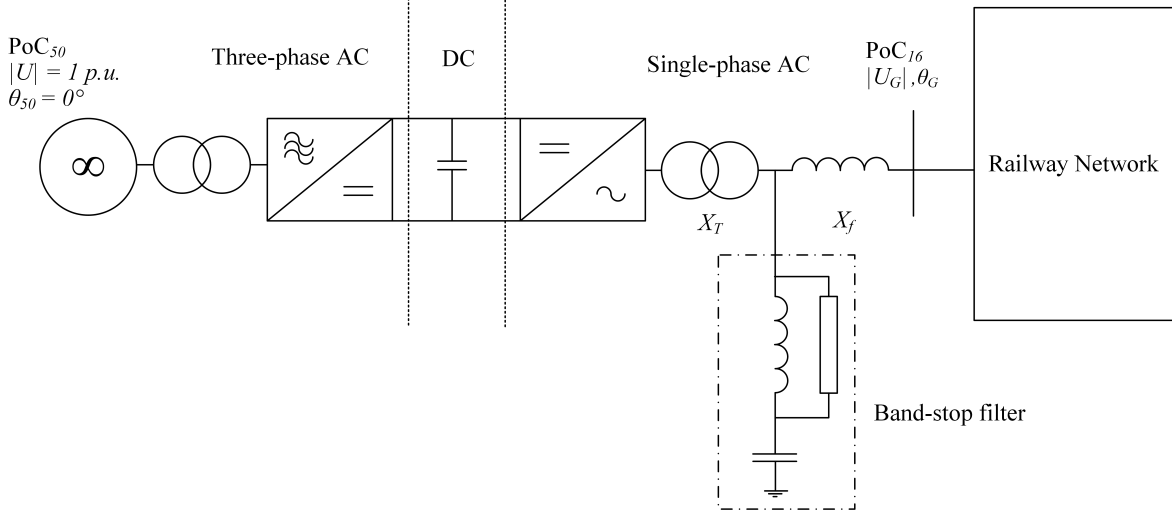 PoC50
|U| = 1 p.u.
θ50 = 0°
∞
Three-phase AC
DC
Single-phase AC
PoC16
|UG|,θG
Railway Network
XT
Xf
Band-stop filter